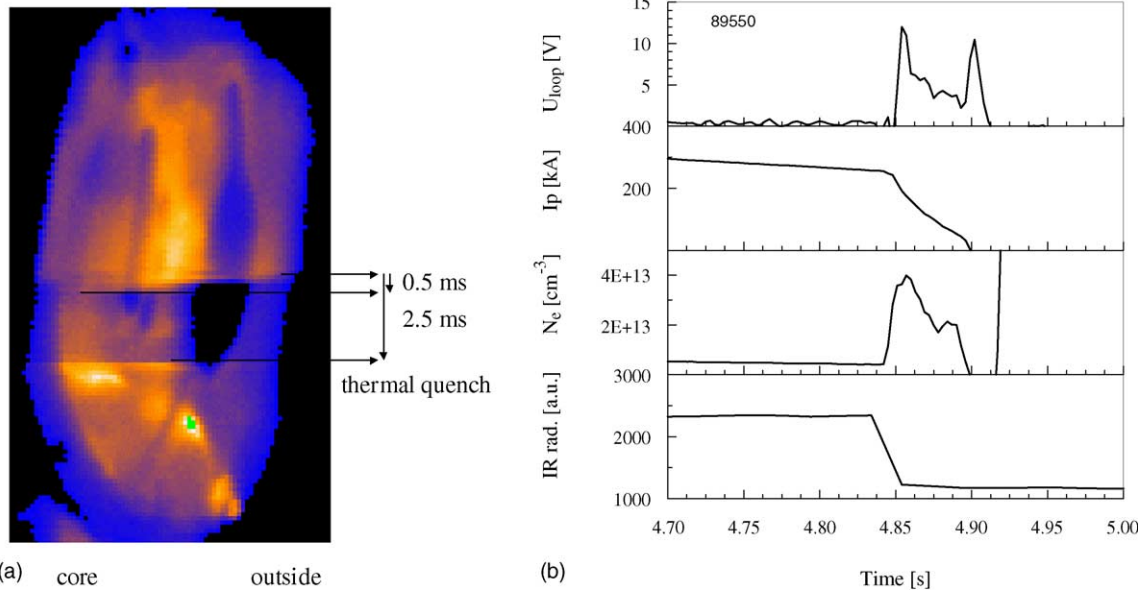 0.5 ms
2.5 ms
thermal quench
(a) core outside
89550
U_loop [V]
15
10
5
Ip [kA]
400
200
N_e [cm⁻³]
4E+13
2E+13
IR rad. [a.u.]
3000
2000
1000
4.70 4.75 4.80 4.85 4.90 4.95 5.00
(b) Time [s]